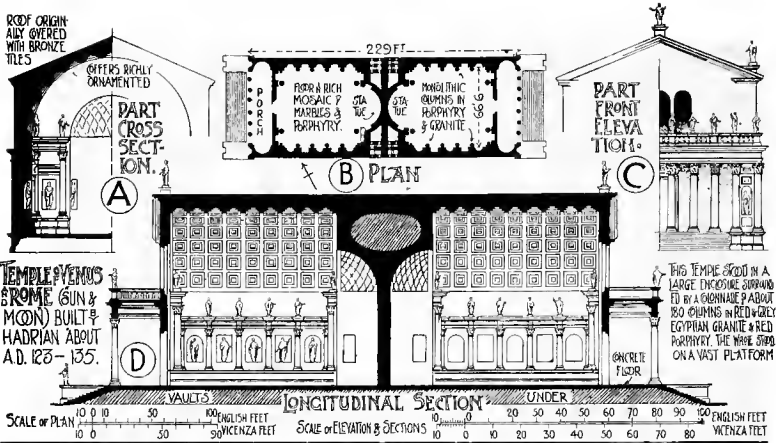 ROOF ORIGIN-
ALLY COVERED
WITH BRONZE
TILES
COFFERS RICHLY
ORNAMENTED
PART
CROSS
SECT-
ION.
A
229 FT
PORCH
FLOOR RICH
MOSAIC &
MARBLES &
PORPHYRY.
STA
TUE
STA
TUE
MONOLITHIC
COLUMNS IN
PORPHYRY
& GRANITE
B PLAN
PART
FRONT
ELEVA
TION.
C
TEMPLE OF VENUS
& ROME (SUN &
MOON) BUILT BY
HADRIAN ABOUT
A.D. 123-135.
D
THIS TEMPLE STOOD IN A
LARGE ENCLOSURE SURROUND
ED BY A COLONNADE OF ABOUT
180 COLUMNS IN RED & GREY
EGYPTIAN GRANITE & RED
PORPHYRY. THE WHOLE STOOD
ON A VAST PLATFORM
CONCRETE
FLOOR
VAULTS LONGITUDINAL SECTION UNDER
SCALE OF PLAN
10 0 10 50 100 ENGLISH FEET
10 0 50 90 VICENZA FEET
SCALE OF ELEVATION & SECTIONS
10 0 10 20 30 40 50 60 70 80 90 100 ENGLISH FEET
10 0 10 20 30 40 50 60 70 80 VICENZA FEET